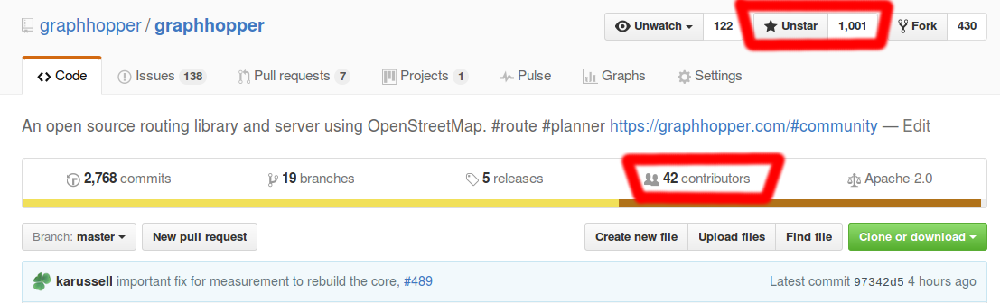 graphhopper / graphhopper Unwatch 122 Unstar 1,001 Fork 430
Code Issues 138 Pull requests 7 Projects 1 Pulse Graphs Settings
An open source routing library and server using OpenStreetMap. #route #planner https://graphhopper.com/#community — Edit
2,768 commits 19 branches 5 releases 42 contributors Apache-2.0
Branch: master New pull request Create new file Upload files Find file Clone or download
karussell important fix for measurement to rebuild the core, #489 Latest commit 97342d5 4 hours ago